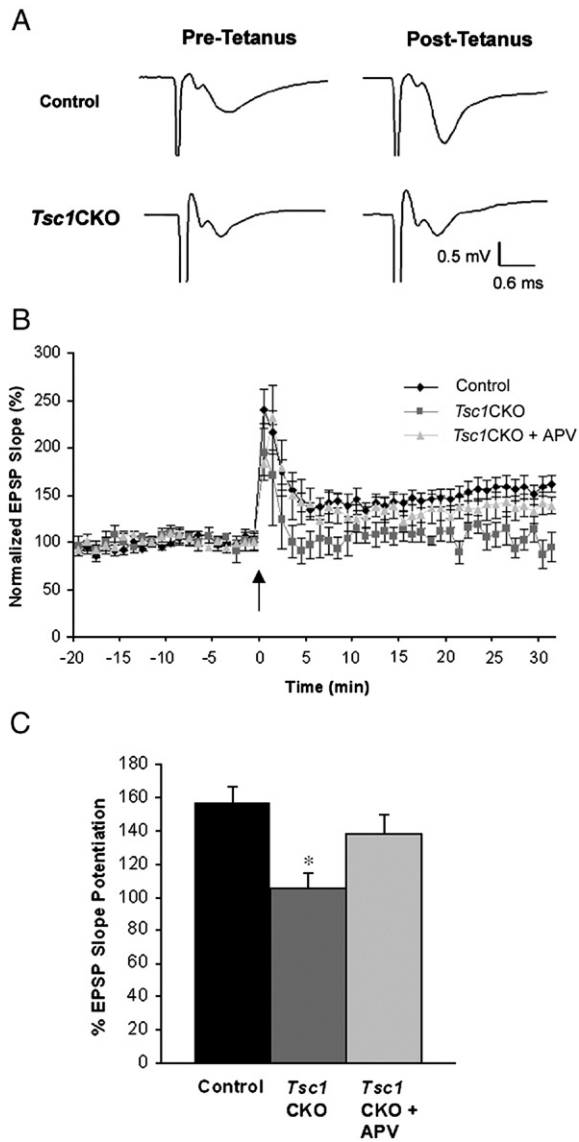 A
Pre-Tetanus Post-Tetanus
Control
Tsc1CKO
0.5 mV
0.6 ms
B
300
250
200
150
100
50
0
Normalized EPSP Slope (%)
Control
Tsc1CKO
Tsc1CKO + APV
-20 -15 -10 -5 0 5 10 15 20 25 30
Time (min)
C
180
160
140
120
100
80
60
40
20
0
% EPSP Slope Potentiation
*
Control Tsc1 Tsc1
CKO CKO +
APV